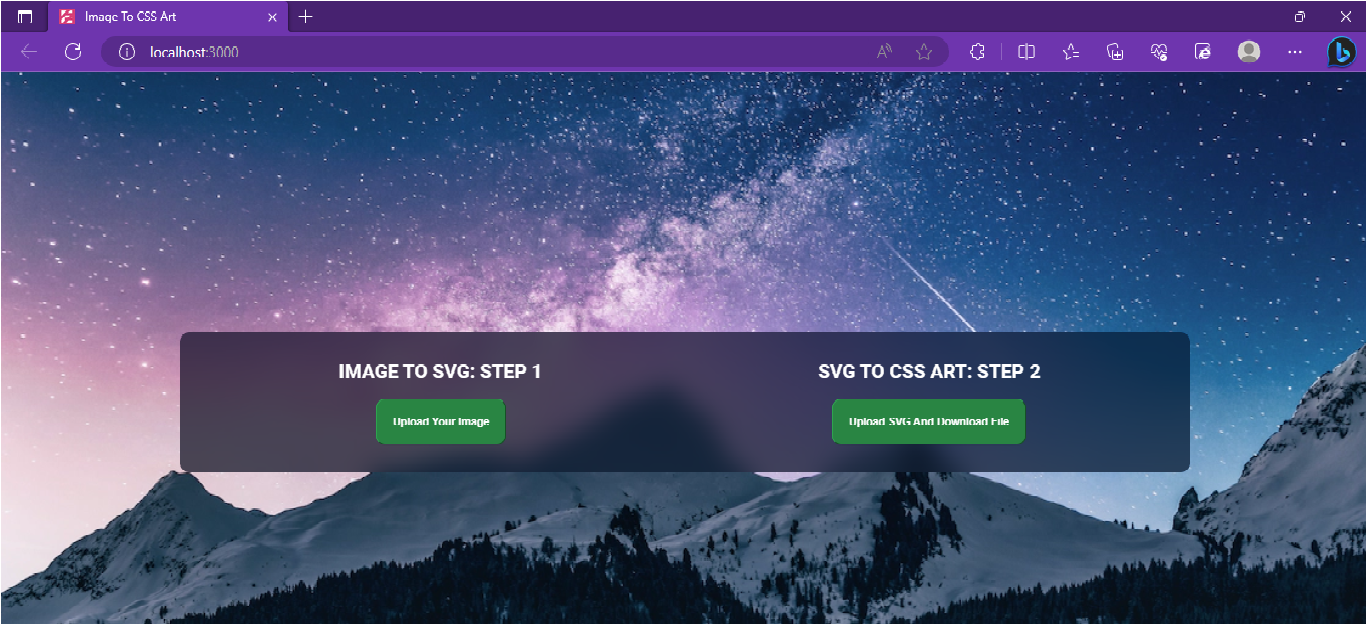 Image To CSS Art
localhost:3000
IMAGE TO SVG: STEP 1
Upload Your Image
SVG TO CSS ART: STEP 2
Upload SVG And Download File